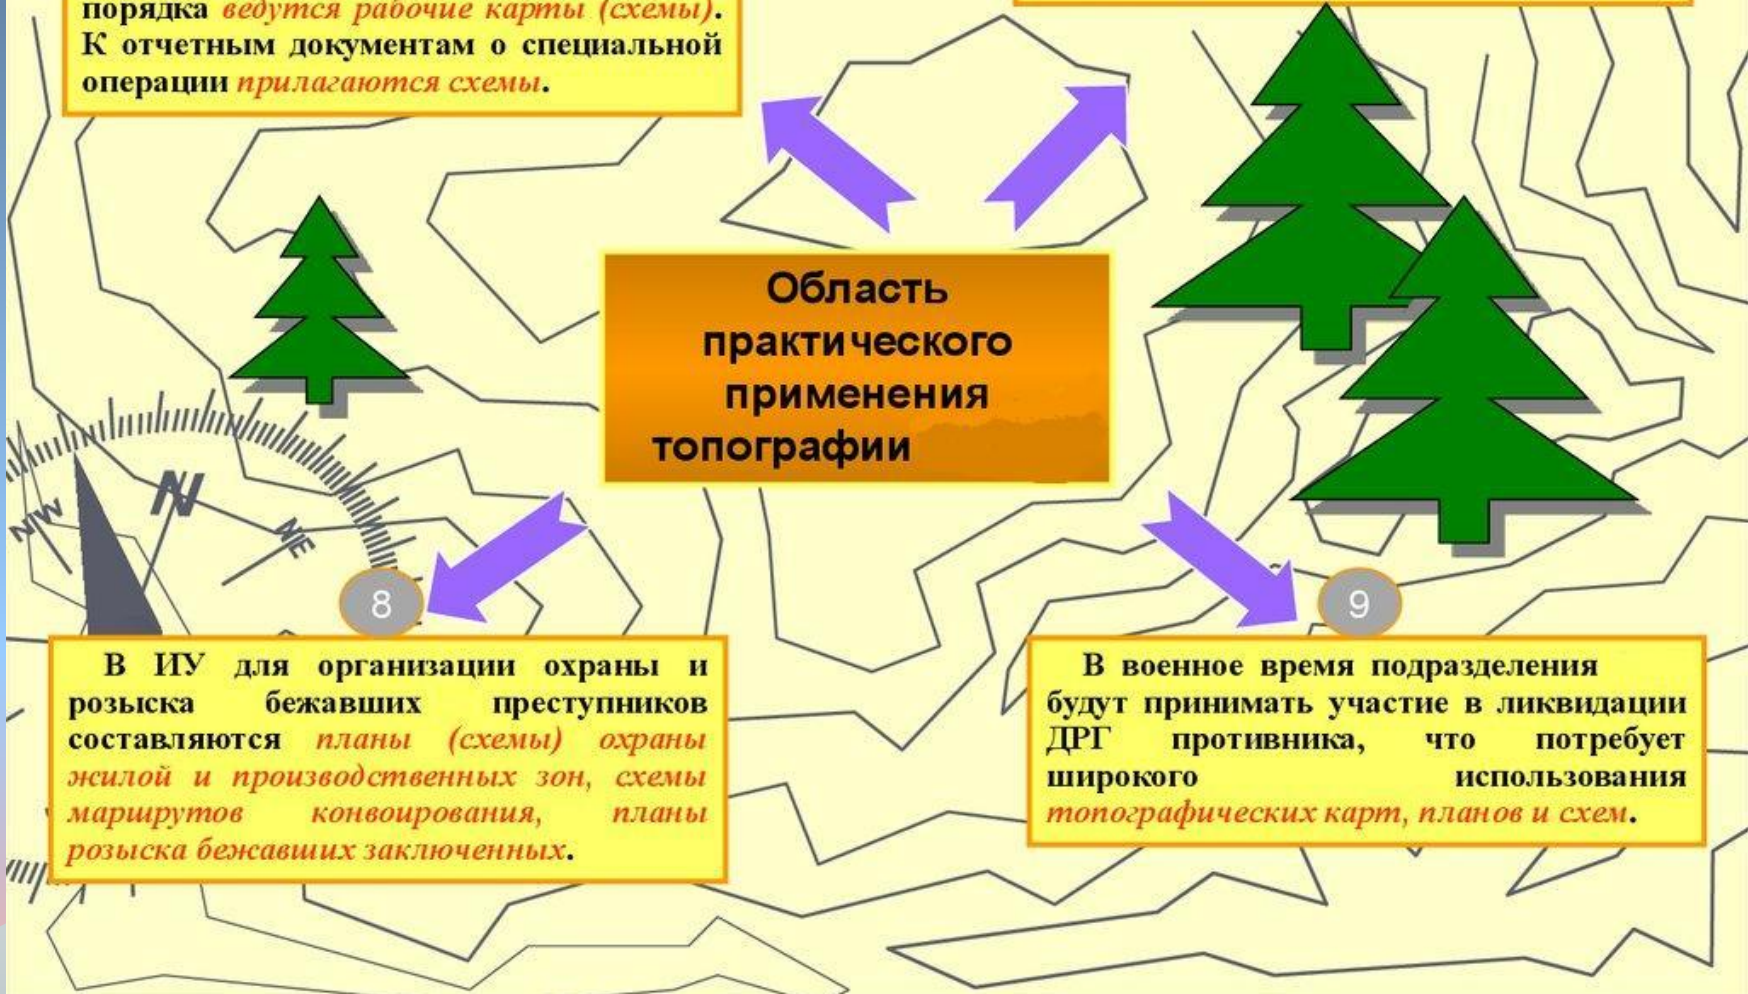 порядка ведутся рабочие карты (схемы).
К отчетным документам о специальной
операции прилагаются схемы.
Область
практического
применения
топографии
NW
N
NE
8
9
В ИУ для организации охраны и
розыска бежавших преступников
составляются планы (схемы) охраны
жилой и производственных зон, схемы
маршрутов конвоирования, планы
розыска бежавших заключенных.
В военное время подразделения
будут принимать участие в ликвидации
ДРГ противника, что потребует
широкого использования
топографических карт, планов и схем.